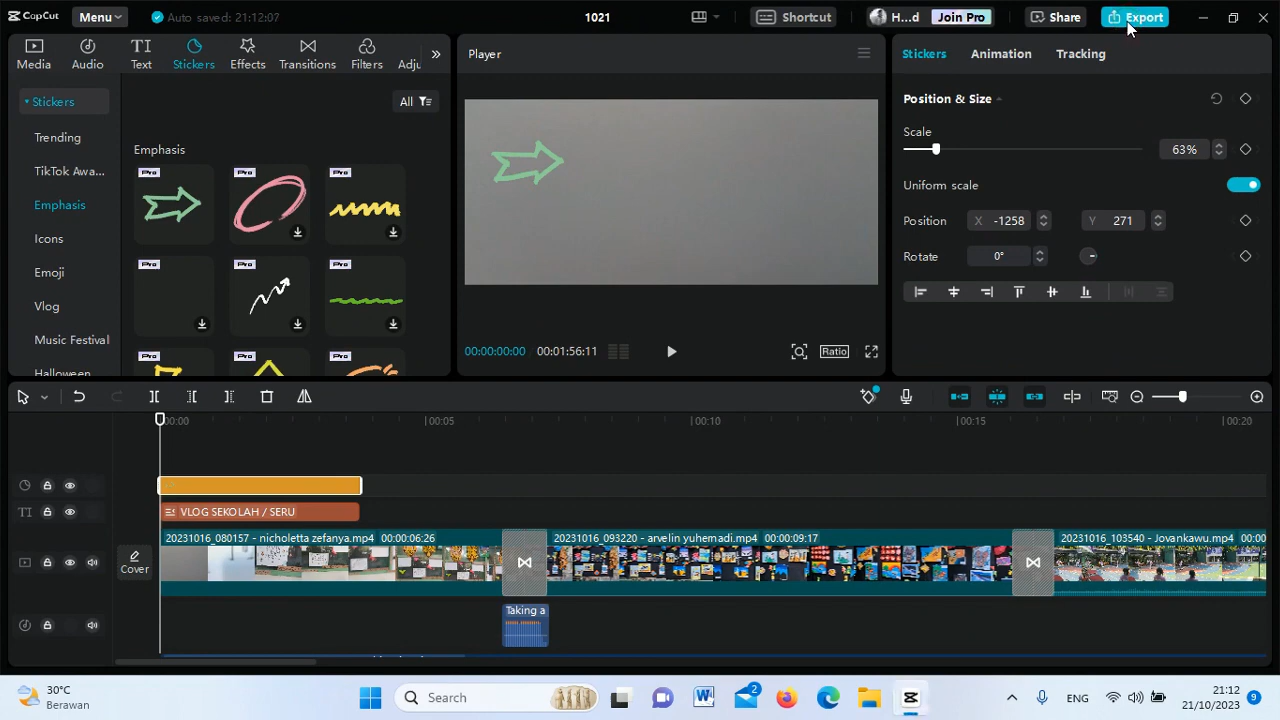 CapCut Menu Auto saved: 21:12:07 1021 Shortcut H...d Join Pro Share Export
Media Audio Text Stickers Effects Transitions Filters Adju
Stickers
Trending
TikTok Awa...
Emphasis
Icons
Emoji
Vlog
Music Festival
Halloween
All
Emphasis
Pro Pro Pro
Pro Pro Pro
Pro Pro Pro
Player
00:00:00:00 00:01:56:11 Ratio
Stickers Animation Tracking
Position & Size
Scale 63%
Uniform scale
Position X -1258 Y 271
Rotate 0°
00:00 00:05 00:10 00:15 00:20
TI VLOG SEKOLAH / SERU
20231016_080157 - nicholetta zefanya.mp4 00:00:06:26 20231016_093220 - arvelin yuhemadi.mp4 00:00:09:17 20231016_103540 - Jovankawu.mp4 00:00
Cover
Taking a
30°C
Berawan
Search
2
ENG
21:12
21/10/2023
9